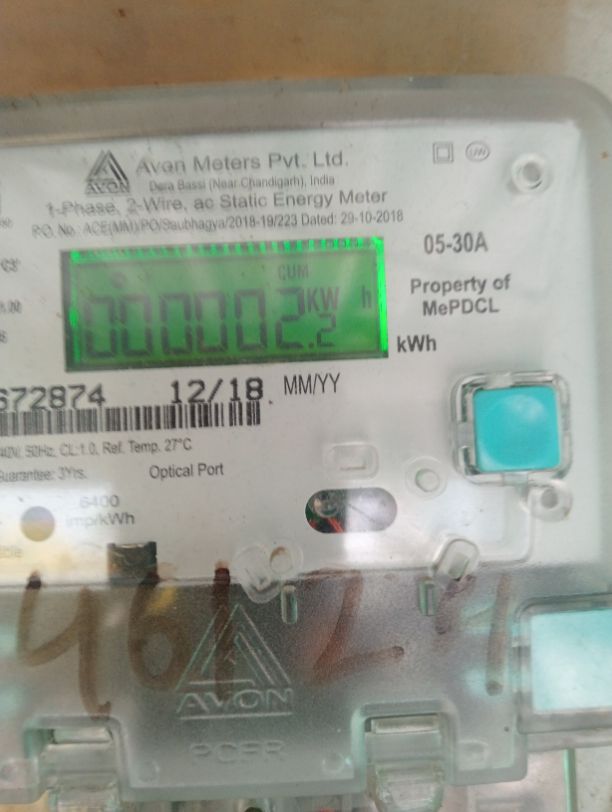 Avon Meters Pvt. Ltd.
AVON
Dera Bassi (Near Chandigarh), India
1-Phase, 2-Wire, ac Static Energy Meter
P.O. No.: ACE(MM)/PO/Saubhagya/2018-19/223 Dated: 29-10-2018
05-30A
CUM
000002.2 KW h
Property of
MePDCL
kWh
672874 12/18. MM/YY
240V, 50Hz, CL:1.0, Ref. Temp. 27°C
Guarantee: 3Yrs. Optical Port
6400
imp/kWh
AVON